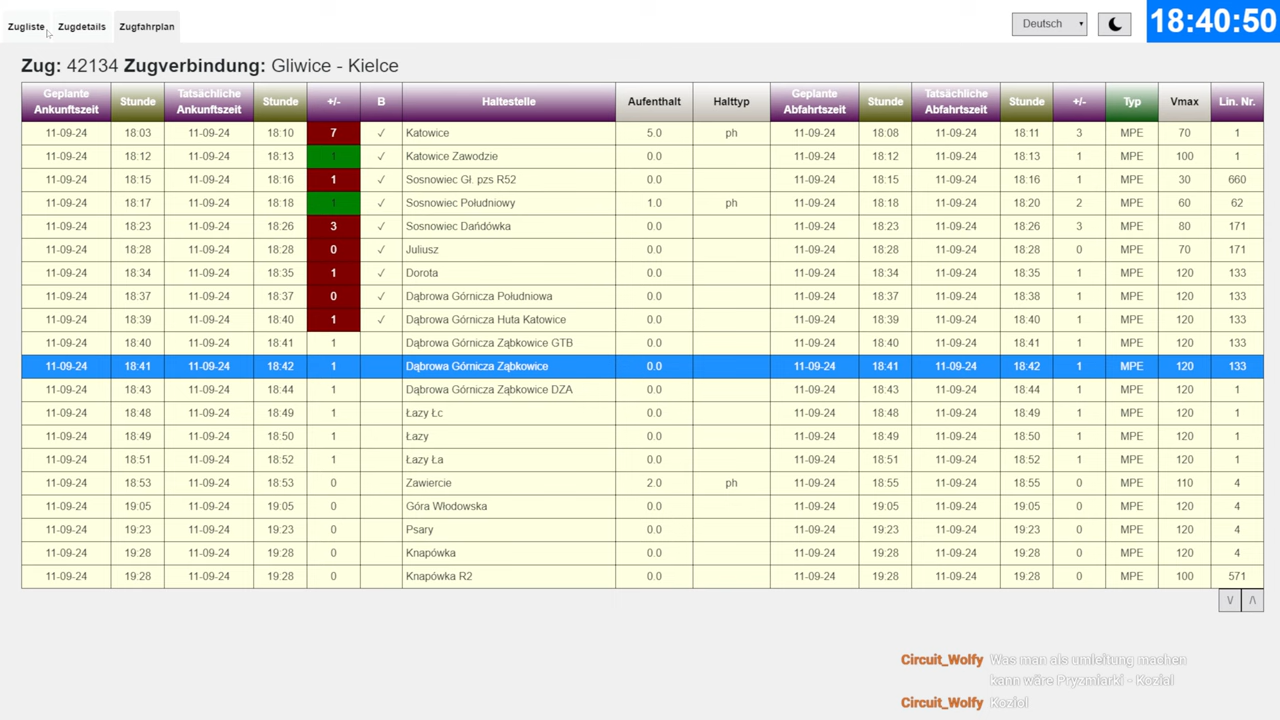 Zugliste Zugdetails Zugfahrplan Deutsch 18:40:50
Zug: 42134 Zugverbindung: Gliwice - Kielce
Geplante Ankunftszeit Stunde Tatsächliche Ankunftszeit Stunde +/- B Haltestelle Aufenthalt Halttyp Geplante Abfahrtszeit Stunde Tatsächliche Abfahrtszeit Stunde +/- Typ Vmax Lin. Nr.
11-09-24 18:03 11-09-24 18:10 7 ✓ Katowice 5.0 ph 11-09-24 18:08 11-09-24 18:11 3 MPE 70 1
11-09-24 18:12 11-09-24 18:13 1 ✓ Katowice Zawodzie 0.0 11-09-24 18:12 11-09-24 18:13 1 MPE 100 1
11-09-24 18:15 11-09-24 18:16 1 ✓ Sosnowiec Gł. pzs R52 0.0 11-09-24 18:15 11-09-24 18:16 1 MPE 30 660
11-09-24 18:17 11-09-24 18:18 1 ✓ Sosnowiec Południowy 1.0 ph 11-09-24 18:18 11-09-24 18:20 2 MPE 60 62
11-09-24 18:23 11-09-24 18:26 3 ✓ Sosnowiec Dańdówka 0.0 11-09-24 18:23 11-09-24 18:26 3 MPE 80 171
11-09-24 18:28 11-09-24 18:28 0 ✓ Juliusz 0.0 11-09-24 18:28 11-09-24 18:28 0 MPE 70 171
11-09-24 18:34 11-09-24 18:35 1 ✓ Dorota 0.0 11-09-24 18:34 11-09-24 18:35 1 MPE 120 133
11-09-24 18:37 11-09-24 18:37 0 ✓ Dąbrowa Górnicza Południowa 0.0 11-09-24 18:37 11-09-24 18:38 1 MPE 120 133
11-09-24 18:39 11-09-24 18:40 1 ✓ Dąbrowa Górnicza Huta Katowice 0.0 11-09-24 18:39 11-09-24 18:40 1 MPE 120 133
11-09-24 18:40 11-09-24 18:41 1 Dąbrowa Górnicza Ząbkowice GTB 0.0 11-09-24 18:40 11-09-24 18:41 1 MPE 120 133
11-09-24 18:41 11-09-24 18:42 1 Dąbrowa Górnicza Ząbkowice 0.0 11-09-24 18:41 11-09-24 18:42 1 MPE 120 133
11-09-24 18:43 11-09-24 18:44 1 Dąbrowa Górnicza Ząbkowice DZA 0.0 11-09-24 18:43 11-09-24 18:44 1 MPE 120 1
11-09-24 18:48 11-09-24 18:49 1 Łazy Łc 0.0 11-09-24 18:48 11-09-24 18:49 1 MPE 120 1
11-09-24 18:49 11-09-24 18:50 1 Łazy 0.0 11-09-24 18:49 11-09-24 18:50 1 MPE 120 1
11-09-24 18:51 11-09-24 18:52 1 Łazy Ła 0.0 11-09-24 18:51 11-09-24 18:52 1 MPE 120 1
11-09-24 18:53 11-09-24 18:53 0 Zawiercie 2.0 ph 11-09-24 18:55 11-09-24 18:55 0 MPE 110 4
11-09-24 19:05 11-09-24 19:05 0 Góra Włodowska 0.0 11-09-24 19:05 11-09-24 19:05 0 MPE 120 4
11-09-24 19:23 11-09-24 19:23 0 Psary 0.0 11-09-24 19:23 11-09-24 19:23 0 MPE 120 4
11-09-24 19:28 11-09-24 19:28 0 Knapówka 0.0 11-09-24 19:28 11-09-24 19:28 0 MPE 120 4
11-09-24 19:28 11-09-24 19:28 0 Knapówka R2 0.0 11-09-24 19:28 11-09-24 19:28 0 MPE 100 571
Circuit_Wolfy Was man als umleitung machen
kann wäre Pryzmiarki - Kozial
Circuit_Wolfy Koziol